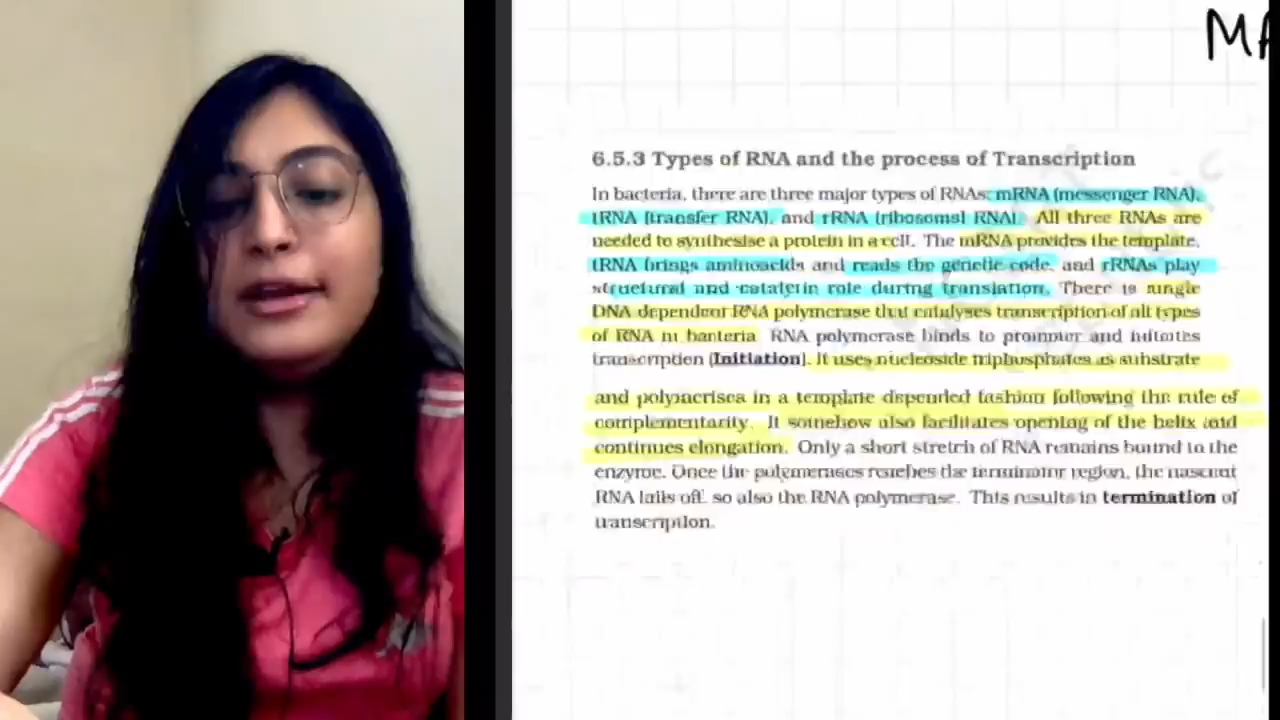 MA
6.5.3 Types of RNA and the process of Transcription
In bacteria, there are three major types of RNAs: mRNA (messenger RNA),
tRNA (transfer RNA), and rRNA (ribosomal RNA). All three RNAs are
needed to synthesise a protein in a cell. The mRNA provides the template,
tRNA brings aminoacids and reads the genetic code, and rRNAs play
structural and catalytic role during translation. There is single
DNA dependent RNA polymerase that catalyses transcription of all types
of RNA in bacteria. RNA polymerase binds to promoter and initiates
transcription (Initiation). It uses nucleoside triphosphates as substrate
and polymerises in a template depended fashion following the rule of
complementarity. It somehow also facilitates opening of the helix and
continues elongation. Only a short stretch of RNA remains bound to the
enzyme. Once the polymerases reaches the terminator region, the nascent
RNA falls off, so also the RNA polymerase. This results in termination of
transcription.